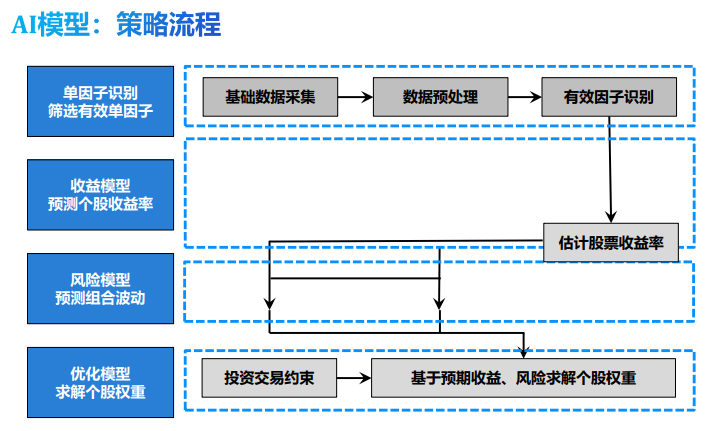 AI模型：策略流程
单因子识别
筛选有效单因子
基础数据采集
数据预处理
有效因子识别
收益模型
预测个股收益率
估计股票收益率
风险模型
预测组合波动
优化模型
求解个股权重
投资交易约束
基于预期收益、风险求解个股权重